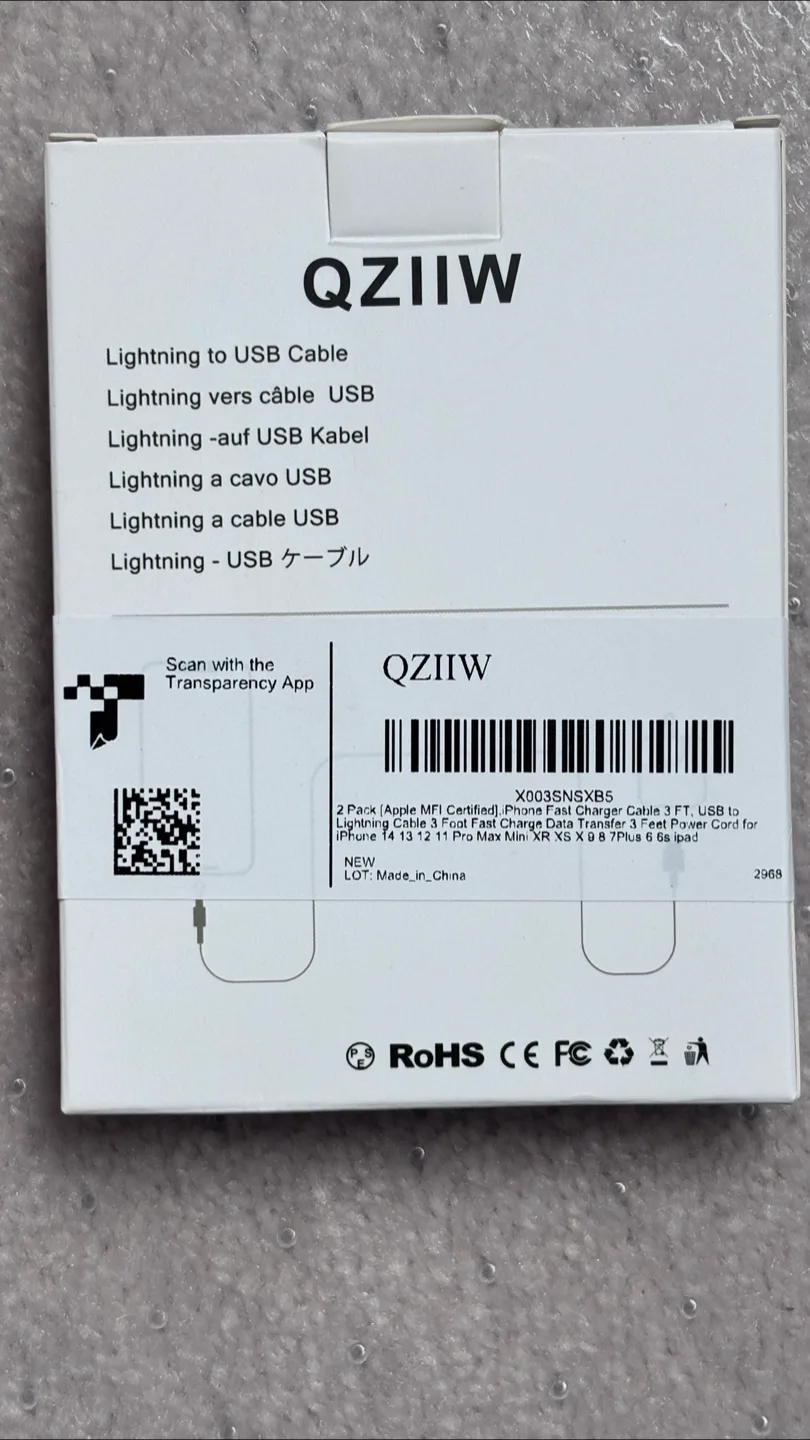 QZIIW
Lightning to USB Cable
Lightning vers câble USB
Lightning -auf USB Kabel
Lightning a cavo USB
Lightning a cable USB
Lightning - USB ケーブル
Scan with the
Transparency App
QZIIW
X003SNSXB5
2 Pack [Apple MFI Certified],iPhone Fast Charger Cable 3 FT, USB to
Lightning Cable 3 Foot Fast Charge Data Transfer 3 Feet Power Cord for
iPhone 14 13 12 11 Pro Max Mini XR XS X 9 8 7Plus 6 6s ipad
NEW
LOT: Made_in_China
2968
PSE RoHS CE FC